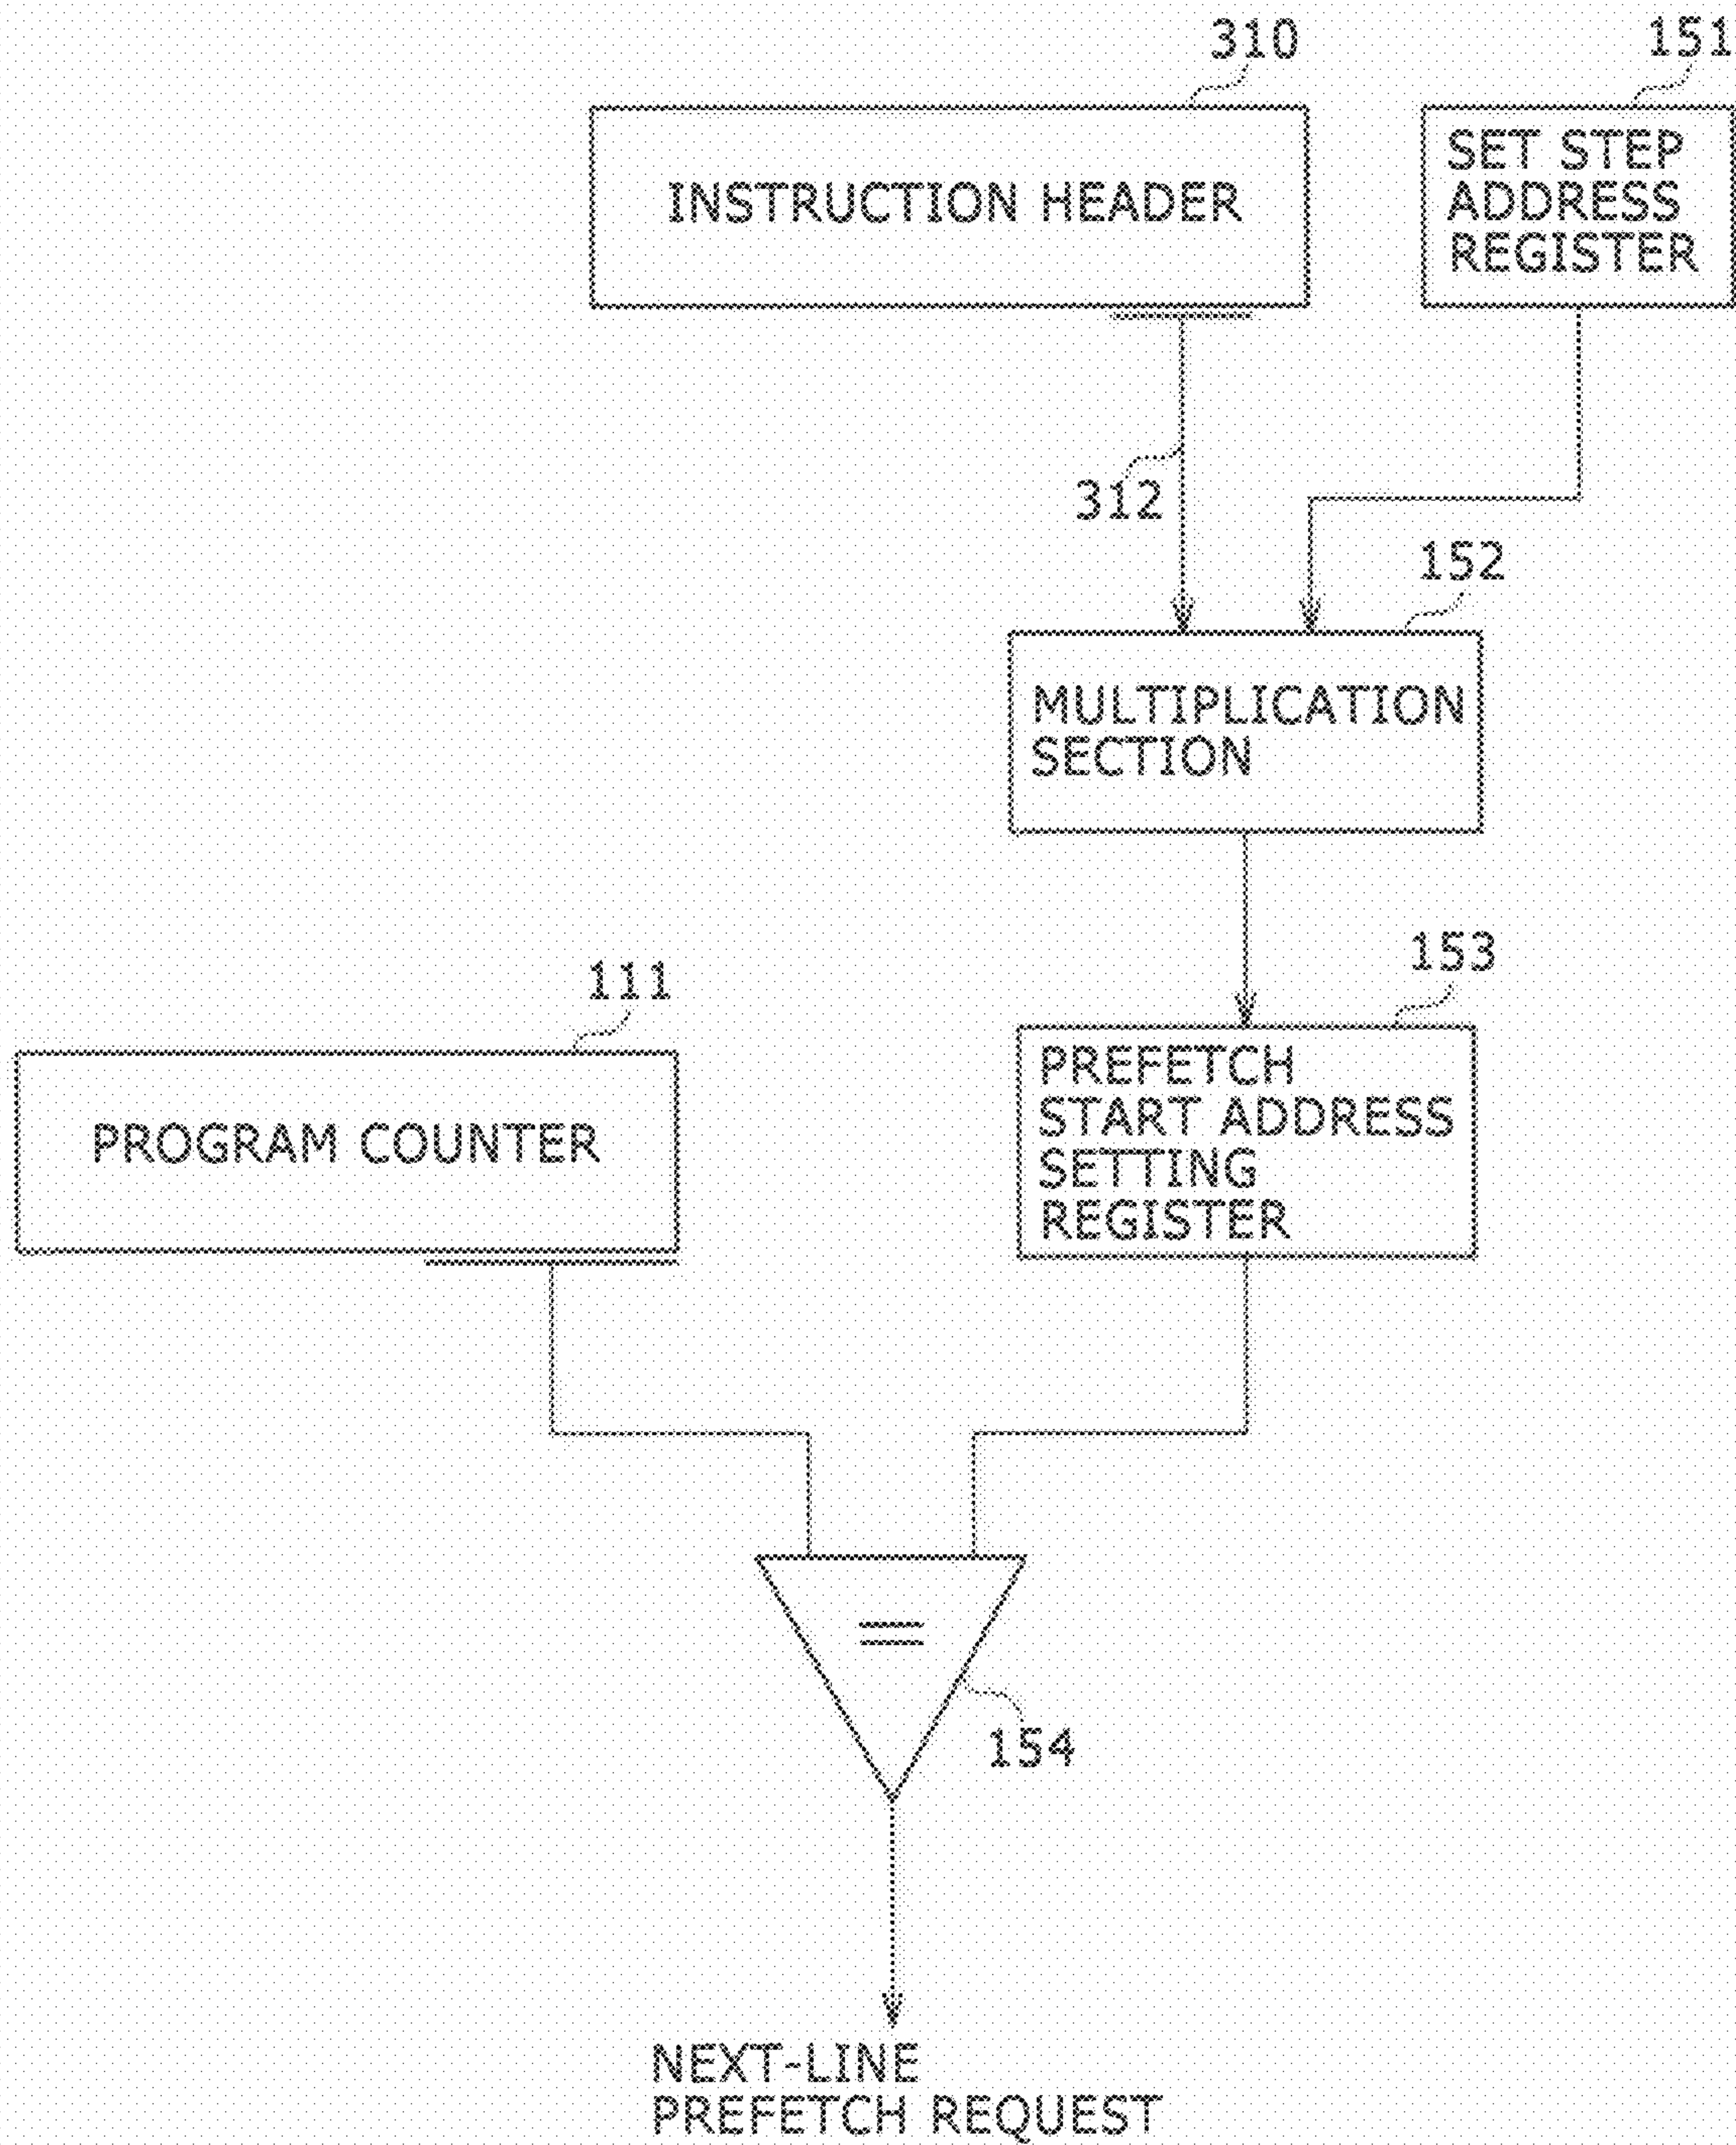 310
151
INSTRUCTION HEADER
SET STEP
ADDRESS
REGISTER
312
152
MULTIPLICATION
SECTION
153
111
PREFETCH
START ADDRESS
SETTING
REGISTER
PROGRAM COUNTER
=
154
NEXT-LINE
PREFETCH REQUEST